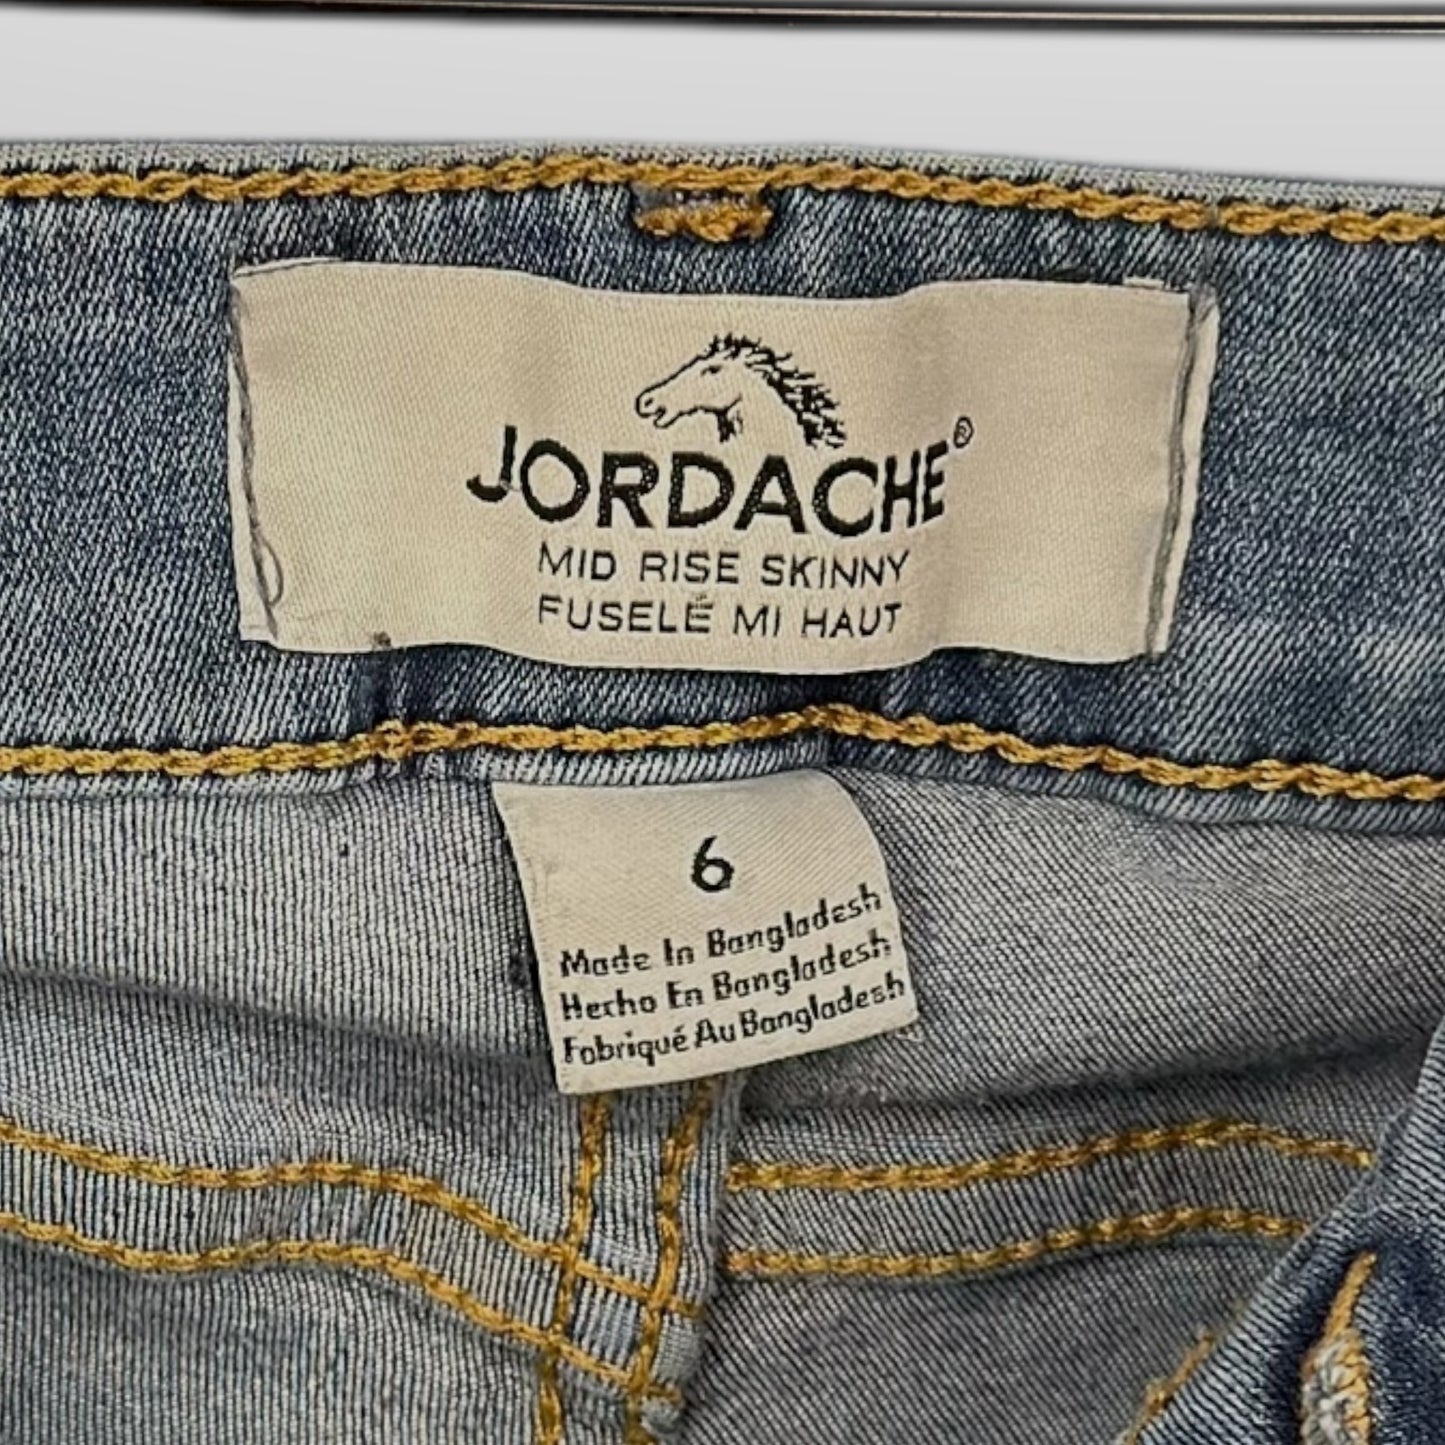 JORDACHE®
MID RISE SKINNY
FUSELÉ MI HAUT
6
Made In Bangladesh
Hecho En Bangladesh
Fabriqué Au Bangladesh